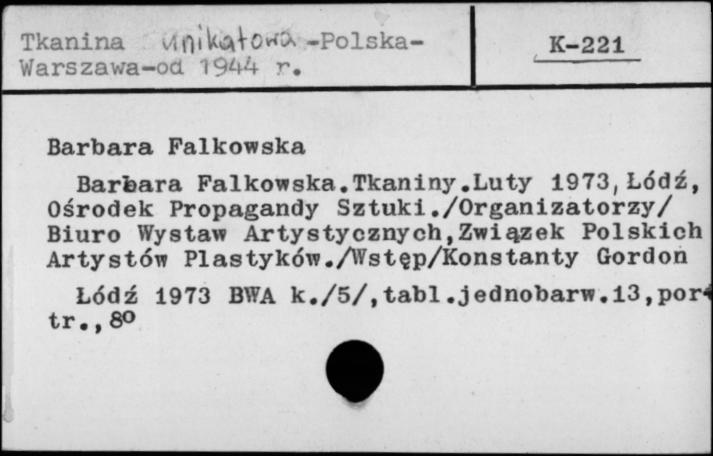 Tkanina unikatowa -Polska-
Warszawa-od 1944 r.
K-221
Barbara Falkowska
Barbara Falkowska.Tkaniny.Luty 1973,Łódź,
Ośrodek Propagandy Sztuki./Organizatorzy/
Biuro Wystaw Artystycznych,Związek Polskich
Artystów Plastyków./Wstęp/Konstanty Gordon
Łódź 1973 BWA k./5/,tabl.jednobarw.13,por-
tr.,8º